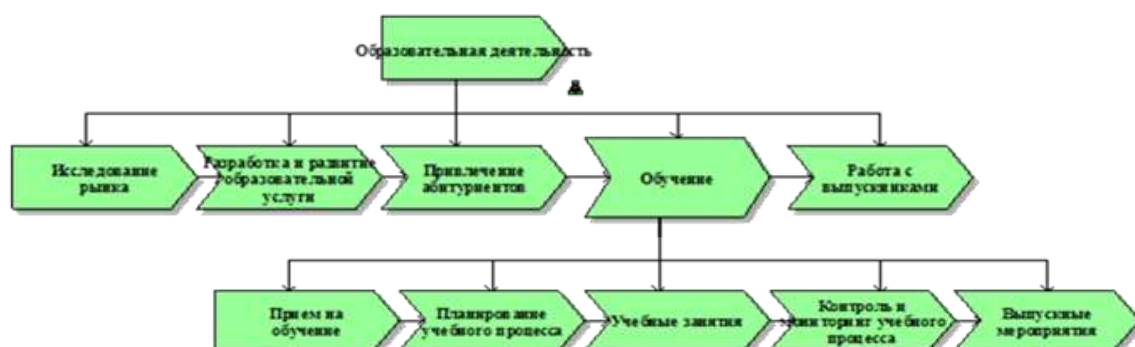 Образовательная деятельность
Исследование
рынка
Разработка и развитие
образовательной
услуги
Привлечение
абитуриентов
Обучение
Работа с
выпускниками
Прием на
обучение
Планирование
учебного процесса
Учебные занятия
Контроль и
мониторинг учебного
процесса
Выпускные
мероприятия